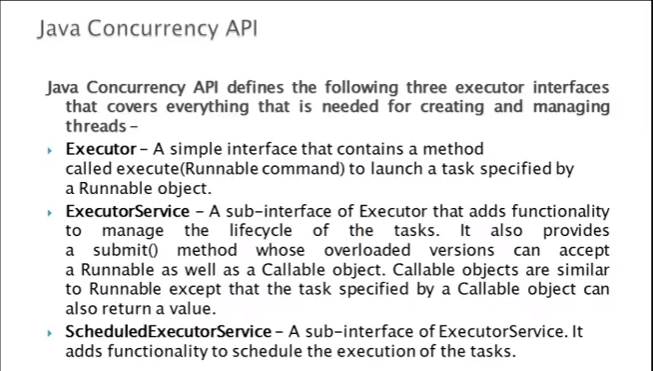 Java Concurrency API
Java Concurrency API defines the following three executor interfaces
that covers everything that is needed for creating and managing
threads –
Executor – A simple interface that contains a method
called execute(Runnable command) to launch a task specified by
a Runnable object.
ExecutorService – A sub-interface of Executor that adds functionality
to manage the lifecycle of the tasks. It also provides
a submit() method whose overloaded versions can accept
a Runnable as well as a Callable object. Callable objects are similar
to Runnable except that the task specified by a Callable object can
also return a value.
ScheduledExecutorService – A sub-interface of ExecutorService. It
adds functionality to schedule the execution of the tasks.